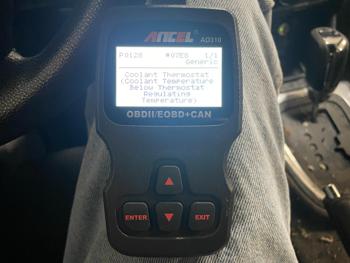 ANCEL AD310
P0128 $07E8 1/1
Generic
Coolant Thermostat
(Coolant Temperature
Below Thermostat
Regulating
Temperature)
OBDII/EOBD+CAN
ENTER EXIT